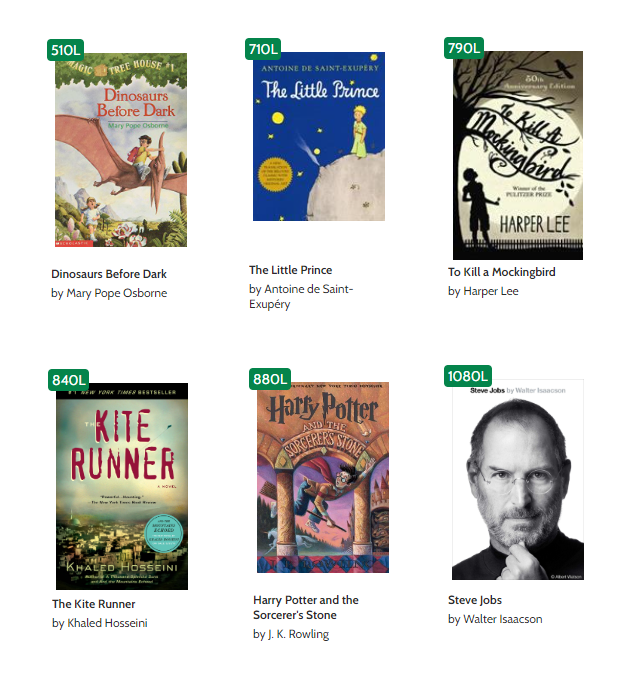 510L
MAGIC TREE HOUSE #1
Dinosaurs
Before Dark
Mary Pope Osborne
SCHOLASTIC
Dinosaurs Before Dark
by Mary Pope Osborne
710L
ANTOINE DE SAINT-EXUPÉRY
The Little Prince
The Little Prince
by Antoine de Saint-
Exupéry
790L
50th
Anniversary Edition
To Kill A
Mockingbird
Winner of the
PULITZER PRIZE
HARPER LEE
To Kill a Mockingbird
by Harper Lee
840L
#1 NEW YORK TIMES BESTSELLER
THE
KITE
RUNNER
A NOVEL
KHALED HOSSEINI
The Kite Runner
by Khaled Hosseini
880L
Harry Potter
AND THE
SORCERER'S STONE
J. K. ROWLING
Harry Potter and the
Sorcerer's Stone
by J. K. Rowling
1080L
Steve Jobs by Walter Isaacson
© Albert Watson
Steve Jobs
by Walter Isaacson